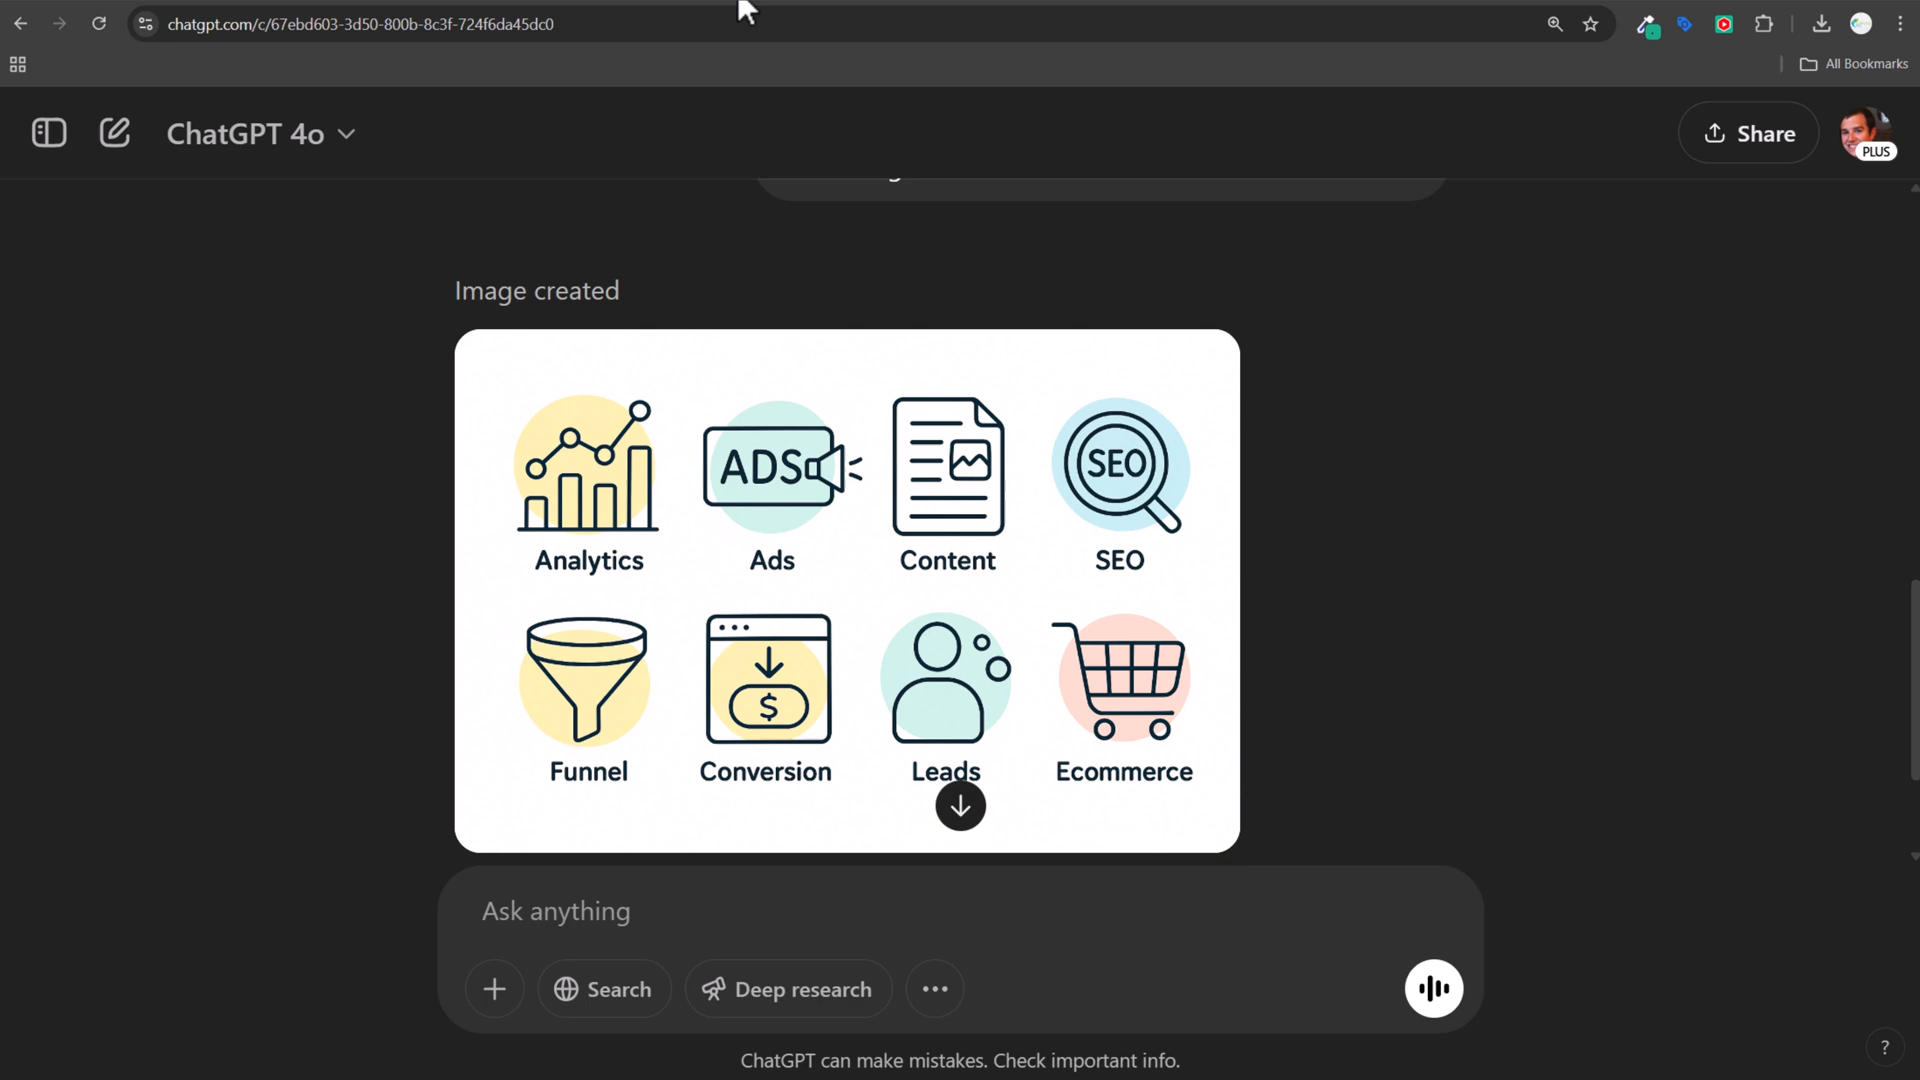 chatgpt.com/c/67ebd603-3d50-800b-8c3f-724f6da45dc0
All Bookmarks
ChatGPT 4o
Share
PLUS
Image created
ADS
SEO
Analytics
Ads
Content
SEO
$
Funnel
Conversion
Leads
Ecommerce
Ask anything
Search
Deep research
ChatGPT can make mistakes. Check important info.
?